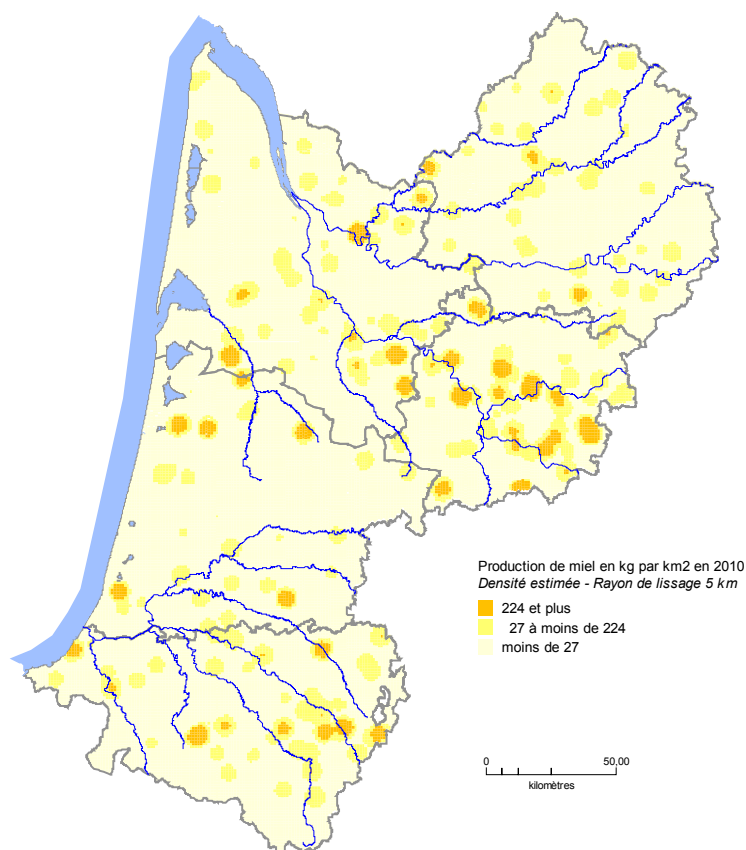 Production de miel en kg par km2 en 2010
Densité estimée - Rayon de lissage 5 km
224 et plus
27 à moins de 224
moins de 27
0 50,00
kilomètres